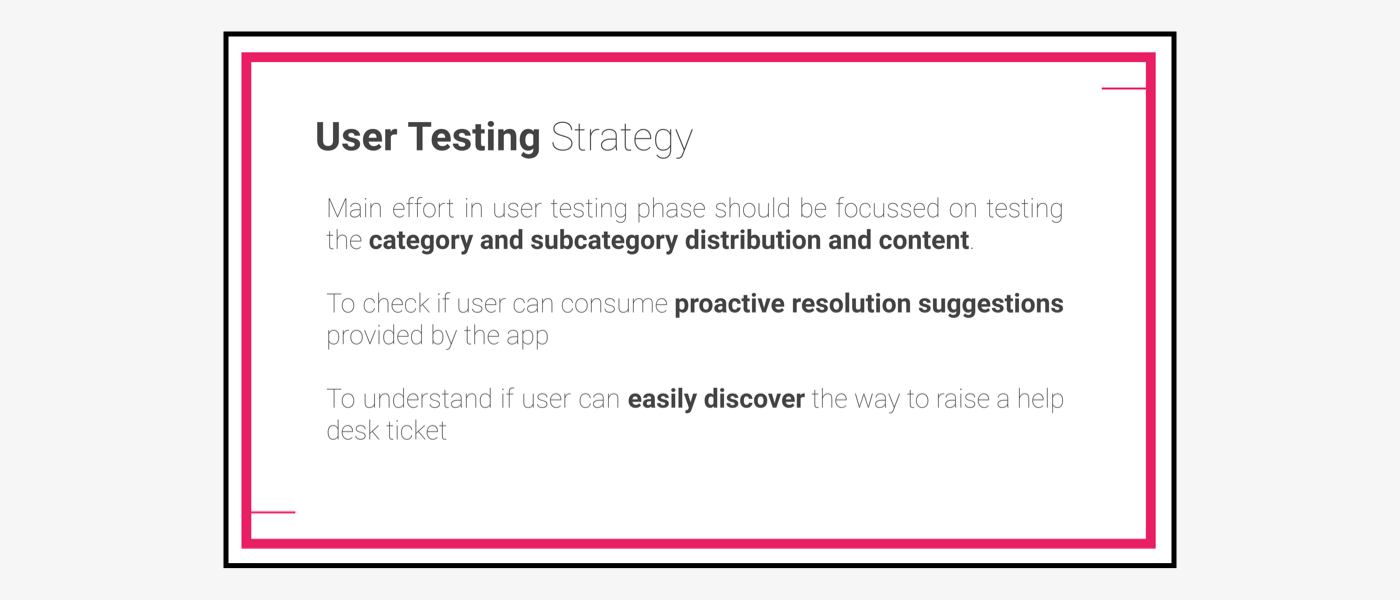 User Testing Strategy
Main effort in user testing phase should be focussed on testing
the category and subcategory distribution and content.
To check if user can consume proactive resolution suggestions
provided by the app
To understand if user can easily discover the way to raise a help
desk ticket